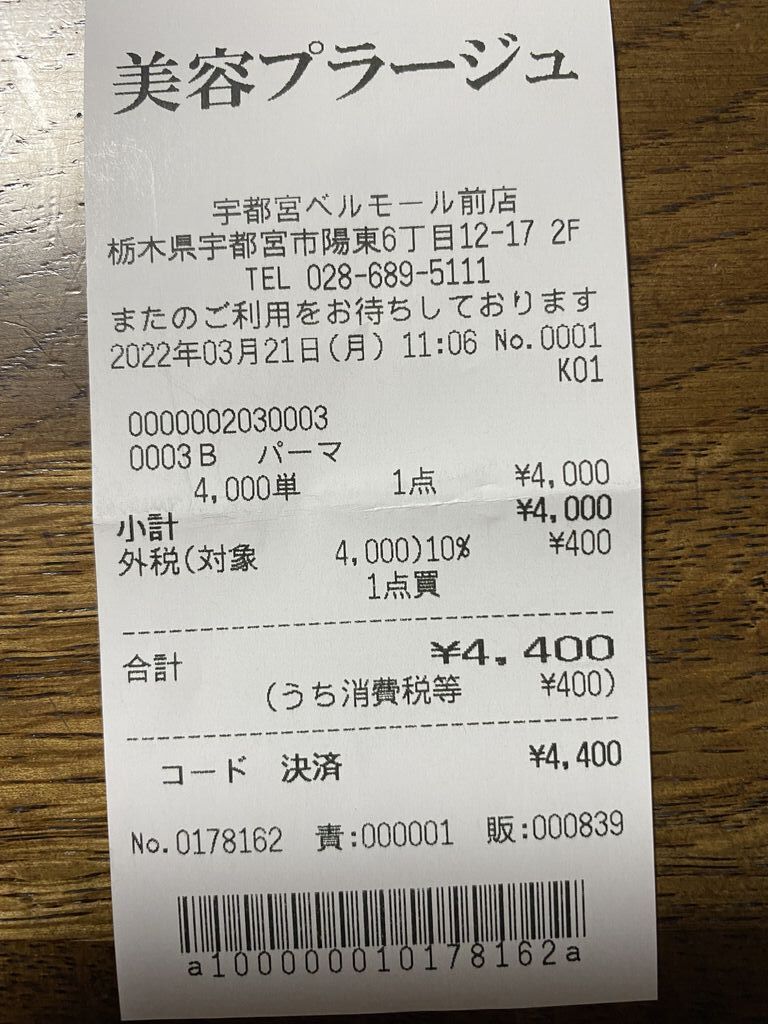 美容プラージュ
宇都宮ベルモール前店
栃木県宇都宮市陽東6丁目12-17 2F
TEL 028-689-5111
またのご利用をお待ちしております
2022年03月21日(月) 11:06 No.0001
K01
0000002030003
0003B パーマ
4,000単 1点 ¥4,000
小計 ¥4,000
外税(対象 4,000)10% ¥400
1点買
合計 ¥4,400
(うち消費税等 ¥400)
コード 決済 ¥4,400
No.0178162 責:000001 販:000839
a1000000010178162a